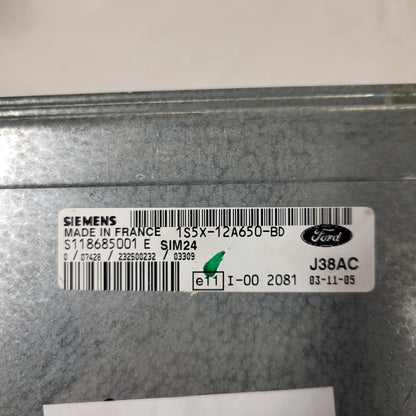 SIEMENS
MADE IN FRANCE 1S5X-12A650-BD
S118685001 E SIM24
0 / 07428 / 232500232 / 03309
Ford
J38AC
e11 I-00 2081 03-11-05